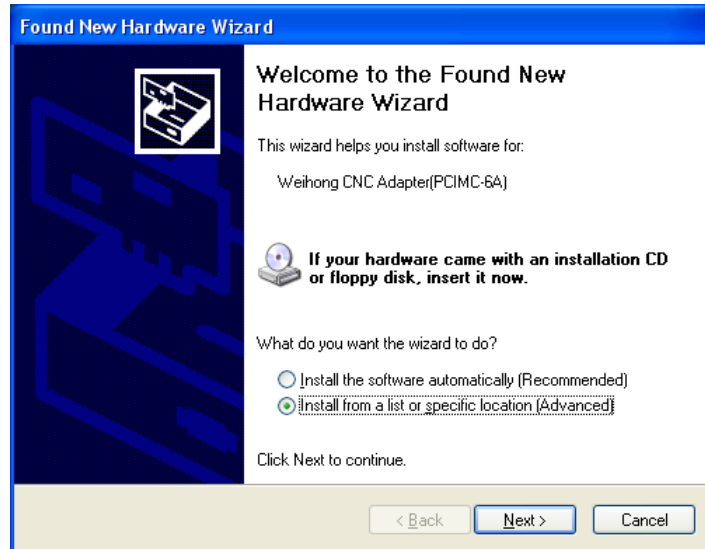 Found New Hardware Wizard
Welcome to the Found New
Hardware Wizard
This wizard helps you install software for:
Weihong CNC Adapter(PCIMC-6A)
If your hardware came with an installation CD
or floppy disk, insert it now.
What do you want the wizard to do?
Install the software automatically (Recommended)
Install from a list or specific location (Advanced)
Click Next to continue.
< Back
Next >
Cancel